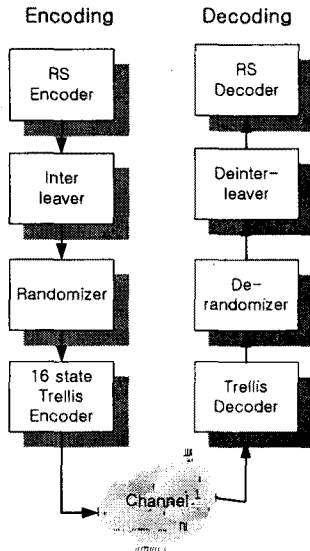 Encoding
Decoding
RS
Encoder
RS
Decoder
Inter
leaver
Deinter-
leaver
Randomizer
De-
randomizer
16 state
Trellis
Encoder
Trellis
Decoder
Channel